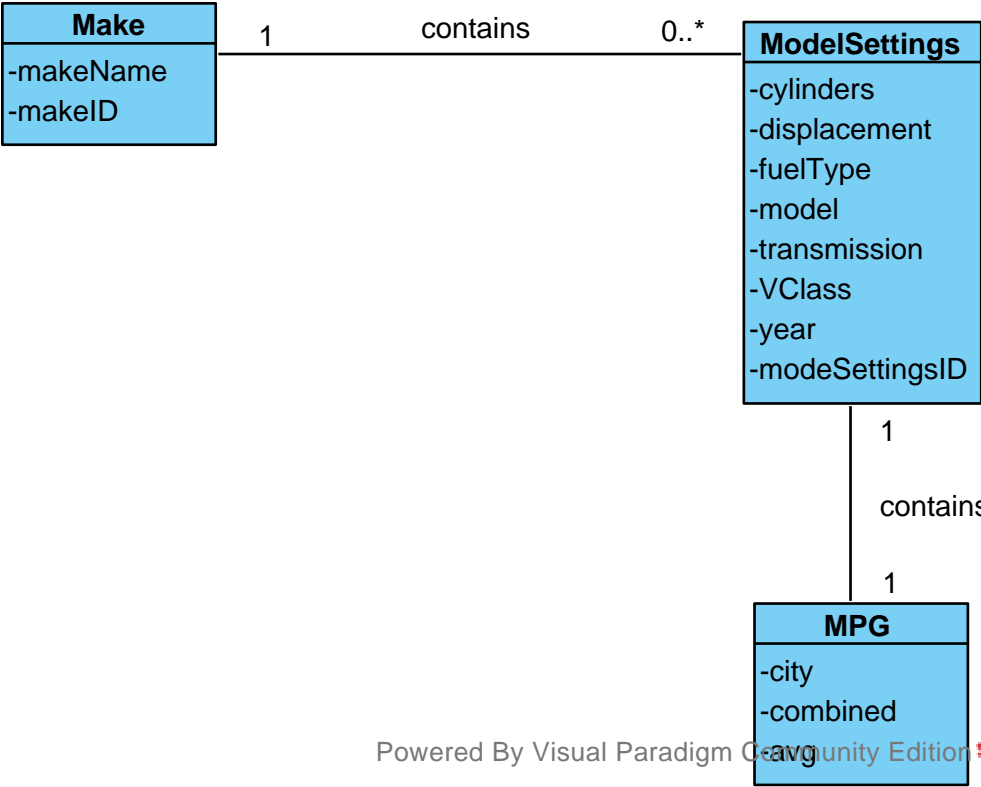 Make
-makeName
-makeID
1
contains
0..*
ModelSettings
-cylinders
-displacement
-fuelType
-model
-transmission
-VClass
-year
-modeSettingsID
1
contains
1
MPG
-city
-combined
-avg
Powered By Visual Paradigm Community Edition